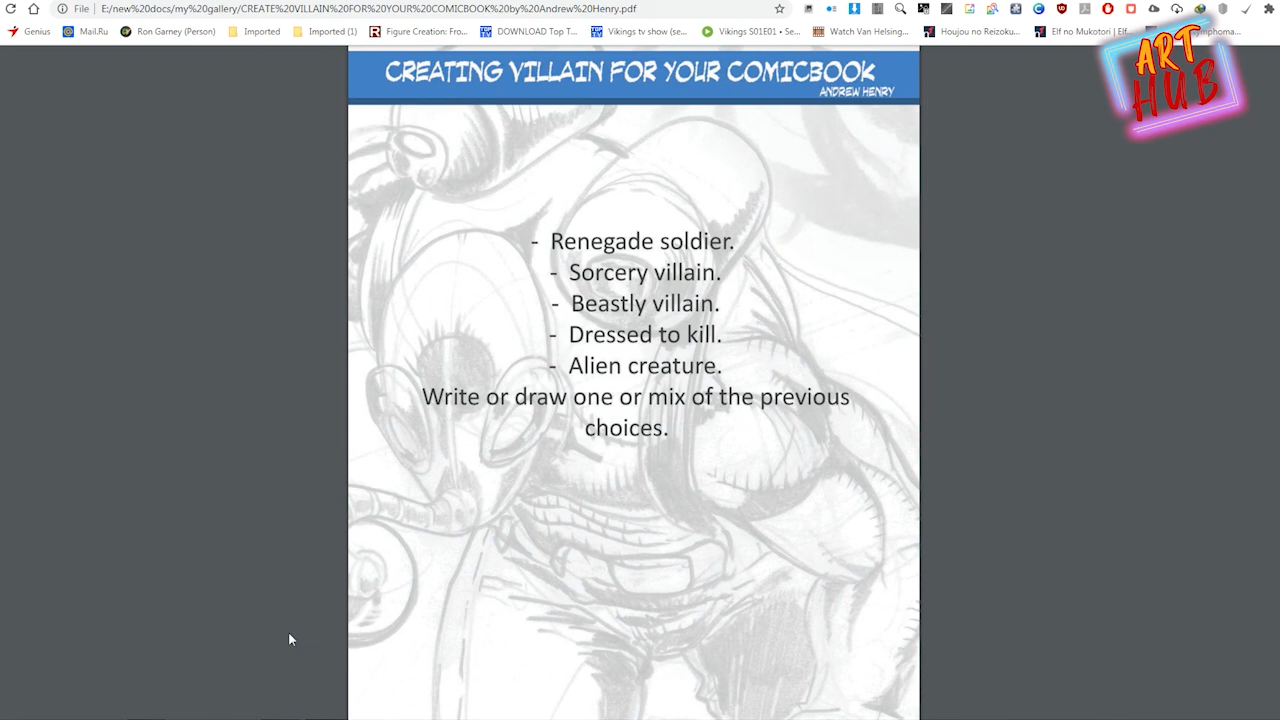 File E:/new%20docs/my%20gallery/CREATE%20VILLAIN%20FOR%20YOUR%20COMICBOOK%20by%20Andrew%20Henry.pdf
Genius Mail.Ru Ron Garney (Person) Imported Imported (1) Figure Creation: Fro... DOWNLOAD Top T... Vikings tv show (se... Vikings S01E01 • Se... Watch Van Helsing... Houjou no Reizoku... Elf no Mukotori | Elf... ymphoma...
ART
HUB
CREATING VILLAIN FOR YOUR COMICBOOK
ANDREW HENRY
- Renegade soldier.
- Sorcery villain.
- Beastly villain.
- Dressed to kill.
- Alien creature.
Write or draw one or mix of the previous
choices.